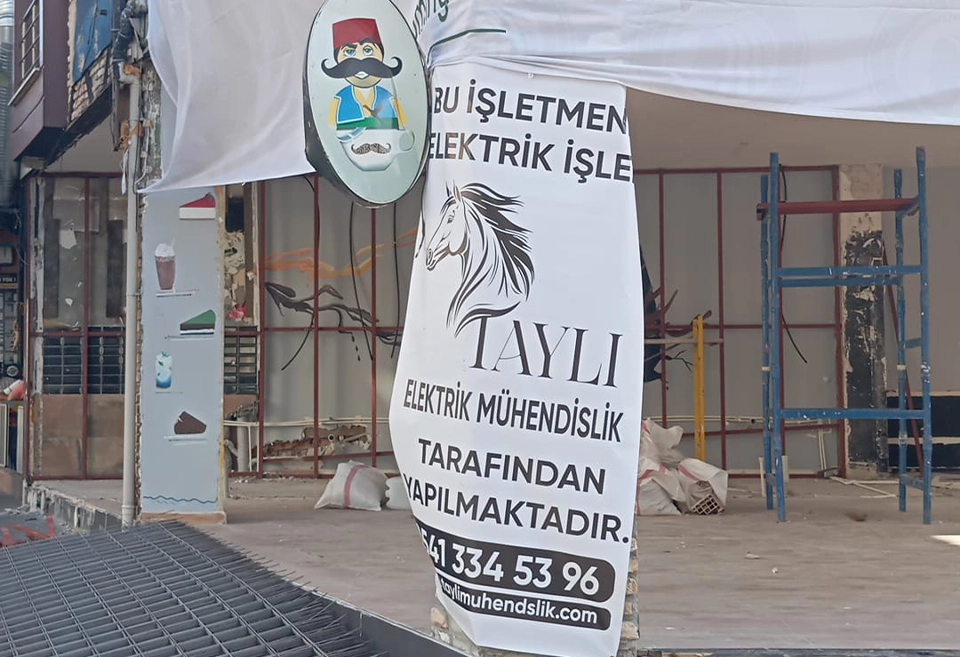 BU İŞLETMEN
ELEKTRİK İŞLE
TAYLI
ELEKTRİK MÜHENDİSLİK
TARAFINDAN
YAPILMAKTADIR.
541 334 53 96
taylimuhendslik.com